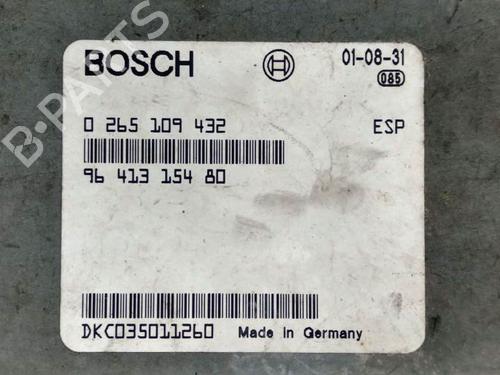 BOSCH
01-08-31
085
0 265 109 432
ESP
96 413 154 80
DKC035011260 Made in Germany
B-PARTS